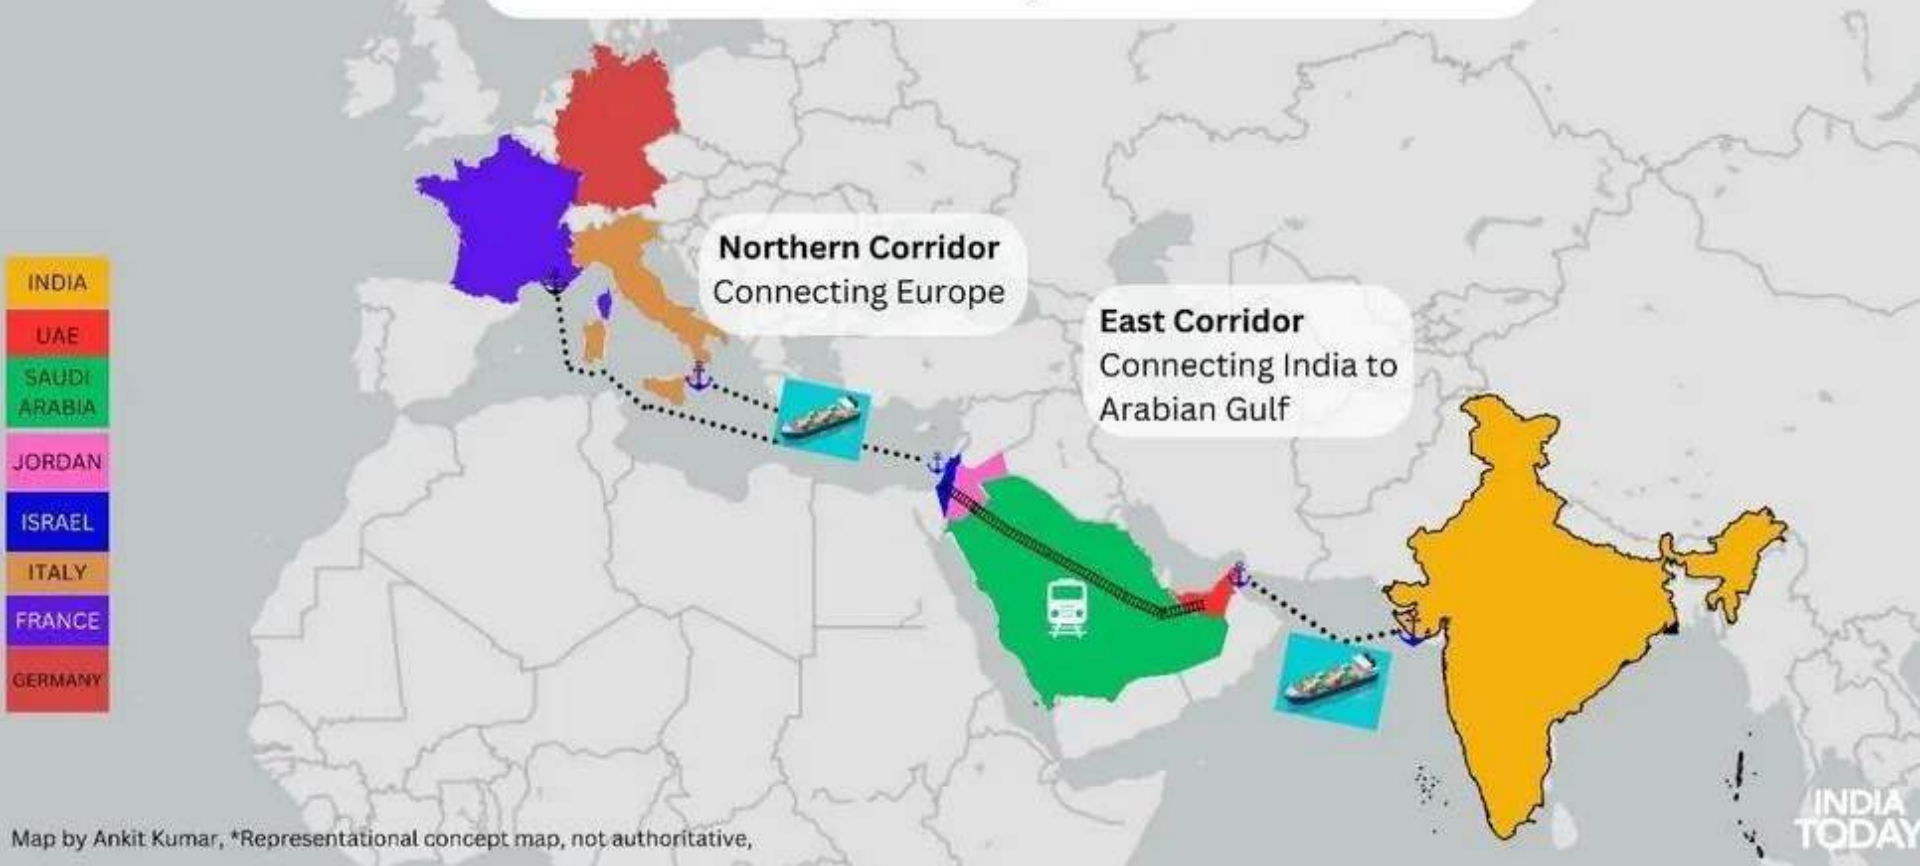 Northern Corridor
Connecting Europe
East Corridor
Connecting India to
Arabian Gulf
INDIA
UAE
SAUDI
ARABIA
JORDAN
ISRAEL
ITALY
FRANCE
GERMANY
Map by Ankit Kumar, *Representational concept map, not authoritative,
INDIA
TODAY